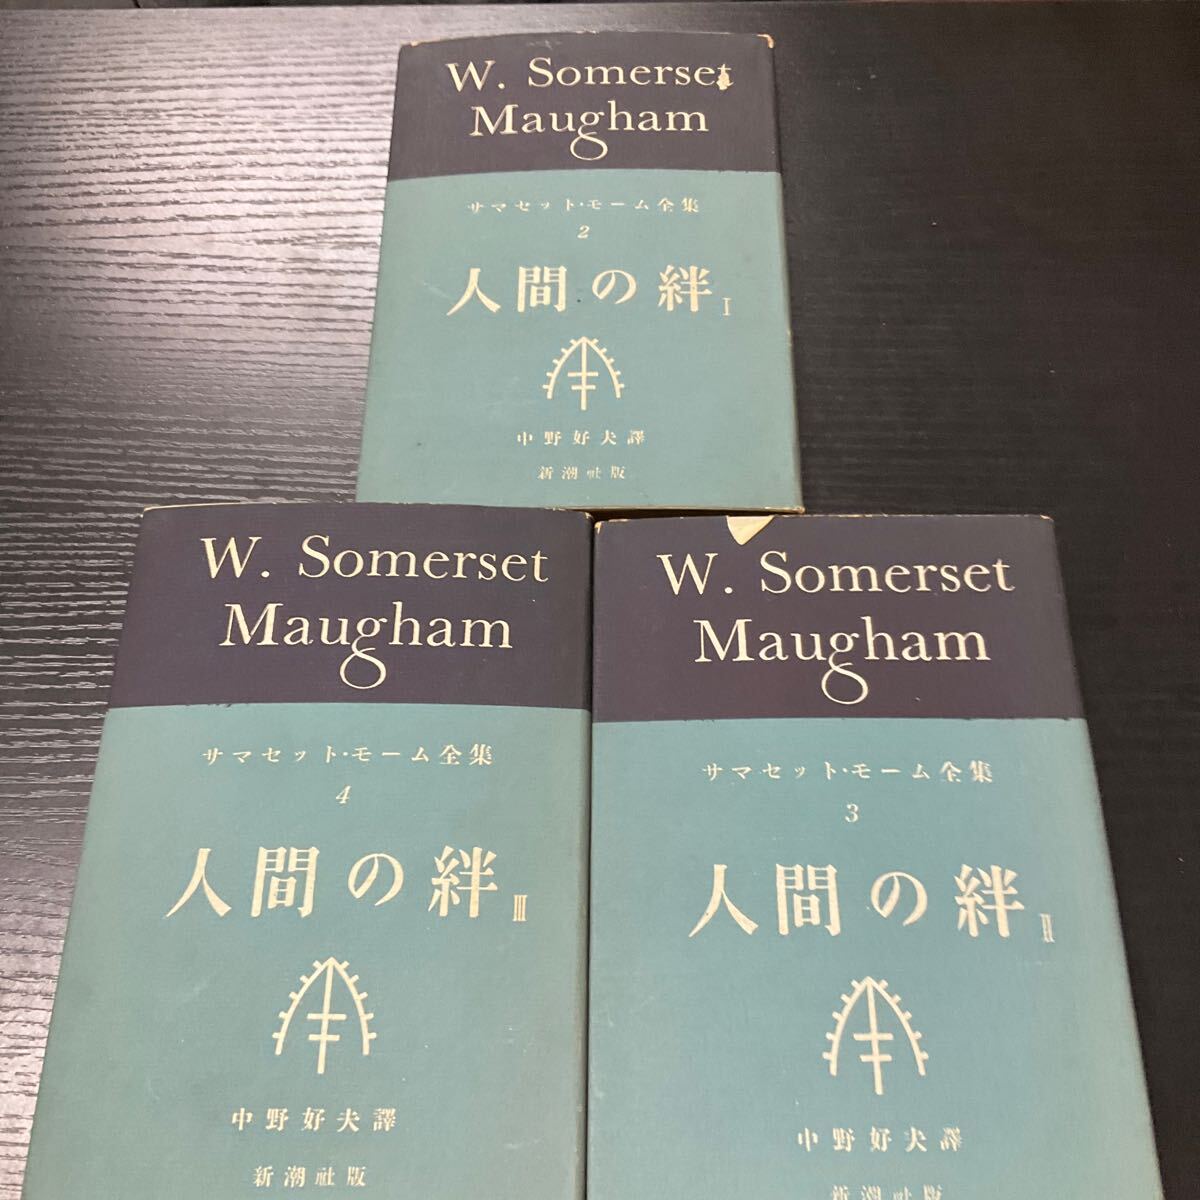 W. Somerset
Maugham
サマセット・モーム全集
2
人間の絆 I
中野好夫譯
新潮社版
W. Somerset
Maugham
サマセット・モーム全集
4
人間の絆 III
中野好夫譯
新潮社版
W. Somerset
Maugham
サマセット・モーム全集
3
人間の絆 II
中野好夫譯
新潮社版